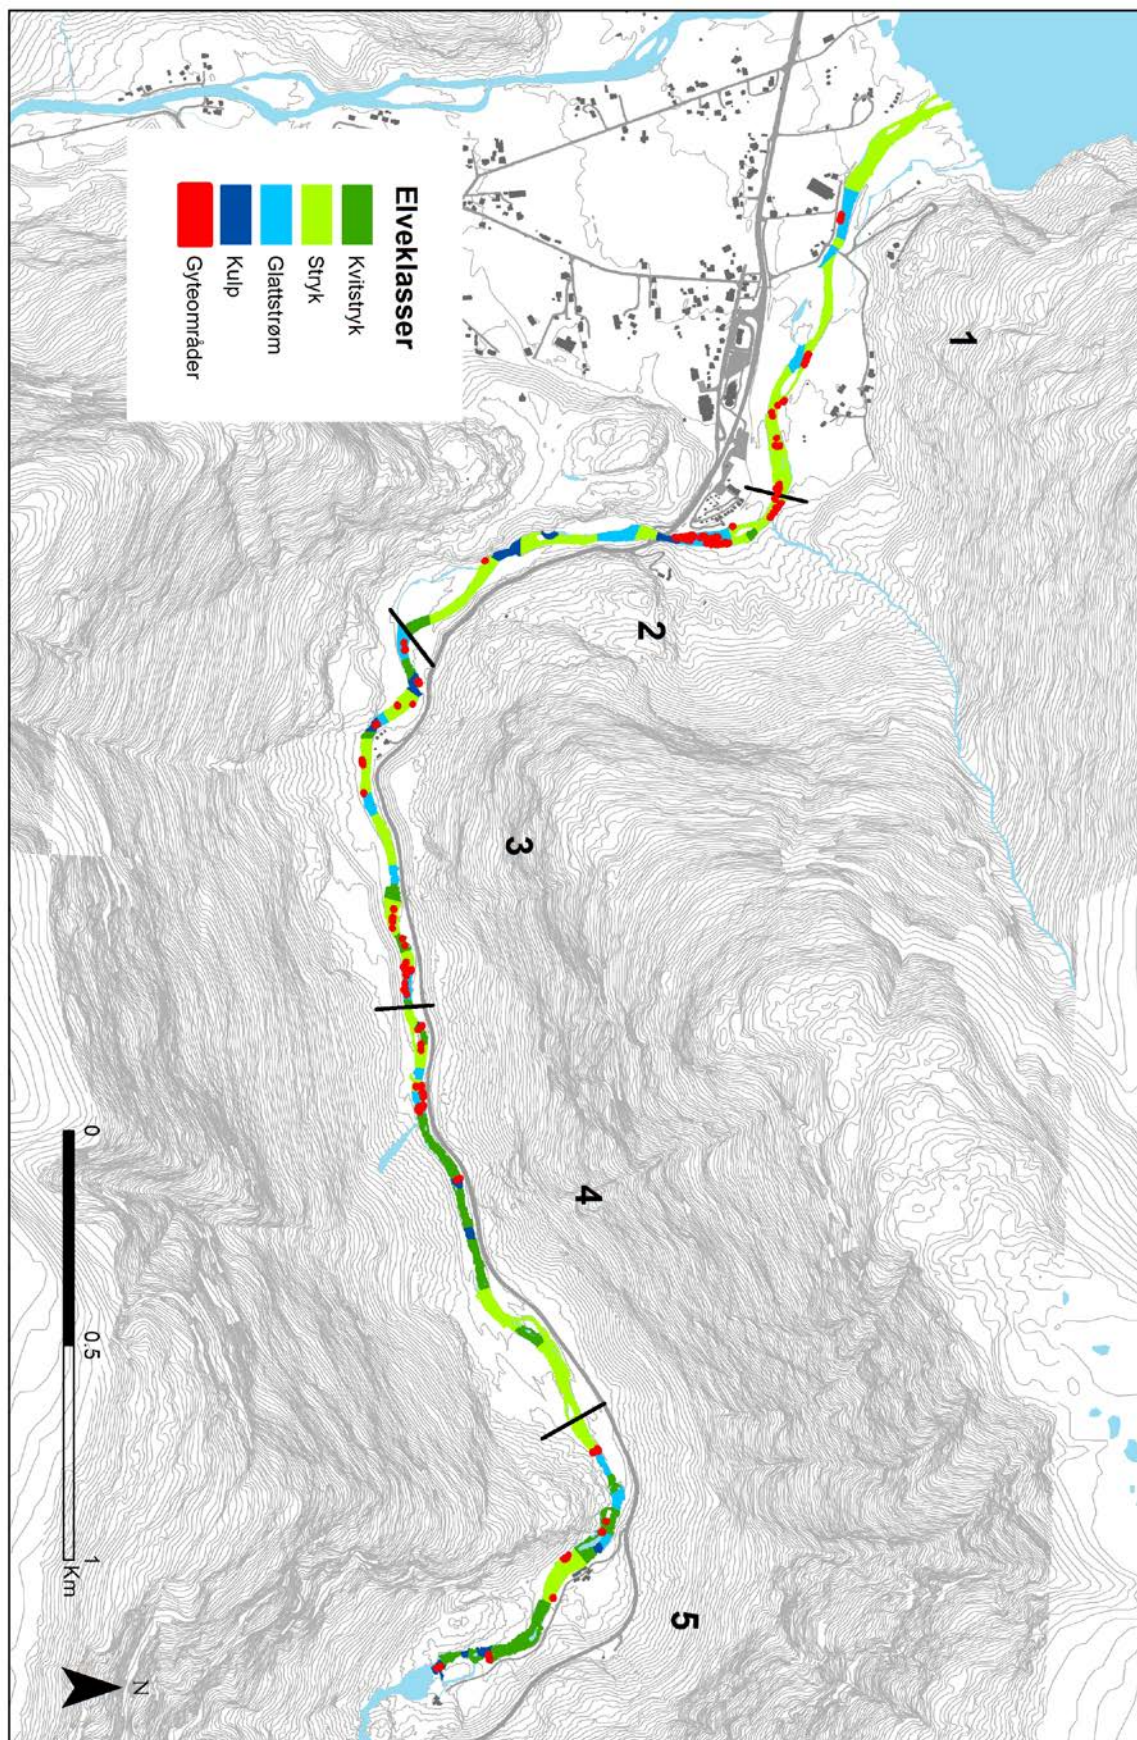 Elveklasser
Kvitstryk
Stryk
Glattstrøm
Kulp
Gyteområder
1
2
3
4
5
0
0.5
1
Km
N